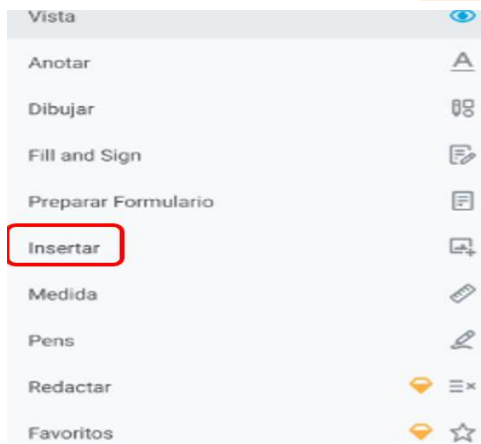 Vista
Anotar
Dibujar
Fill and Sign
Preparar Formulario
Insertar
Medida
Pens
Redactar
Favoritos